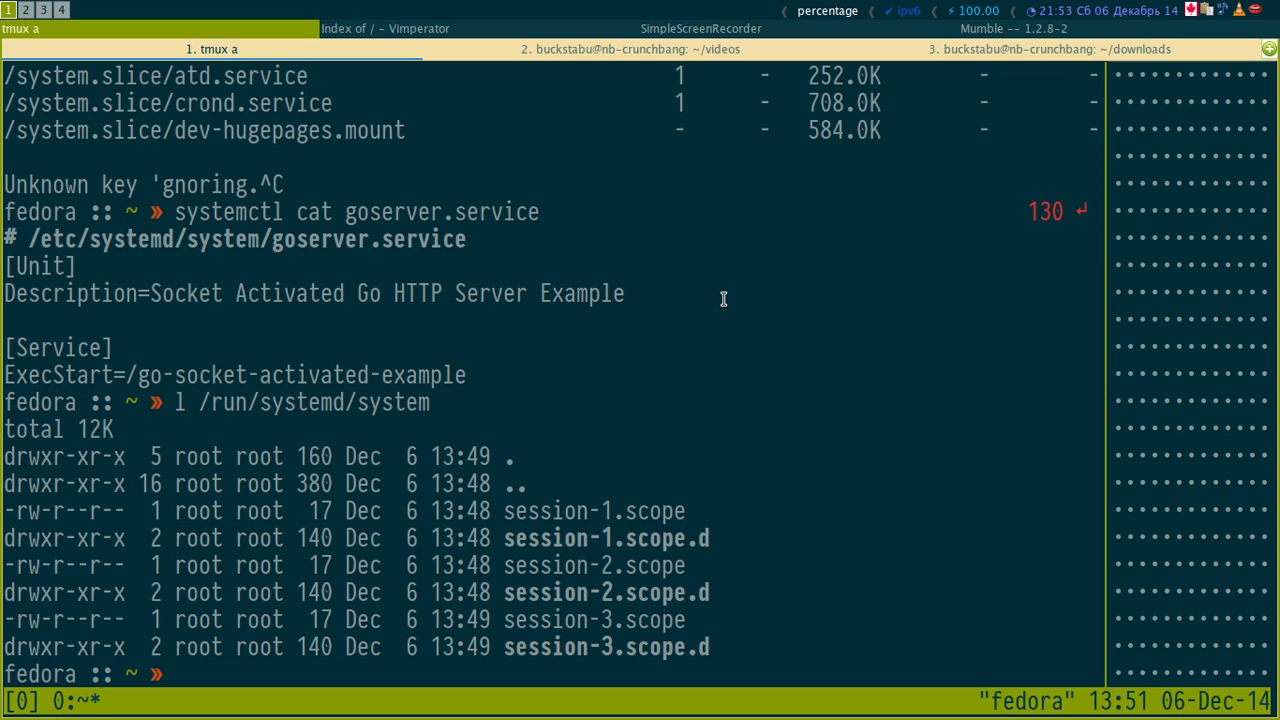 1 2 3 4 percentage ✔ ipv6 ⚡ 100.00 21:53 Сб 06 Декабрь 14
tmux a Index of / - Vimperator SimpleScreenRecorder Mumble -- 1.2.8-2
1. tmux a 2. buckstabu@nb-crunchbang: ~/videos 3. buckstabu@nb-crunchbang: ~/downloads
/system.slice/atd.service 1 - 252.0K - -
/system.slice/crond.service 1 - 708.0K - -
/system.slice/dev-hugepages.mount - - 584.0K - -
Unknown key 'gnoring.^C
fedora :: ~ » systemctl cat goserver.service 130 ↵
# /etc/systemd/system/goserver.service
[Unit]
Description=Socket Activated Go HTTP Server Example
[Service]
ExecStart=/go-socket-activated-example
fedora :: ~ » l /run/systemd/system
total 12K
drwxr-xr-x 5 root root 160 Dec 6 13:49 .
drwxr-xr-x 16 root root 380 Dec 6 13:48 ..
-rw-r--r-- 1 root root 17 Dec 6 13:48 session-1.scope
drwxr-xr-x 2 root root 140 Dec 6 13:48 session-1.scope.d
-rw-r--r-- 1 root root 17 Dec 6 13:48 session-2.scope
drwxr-xr-x 2 root root 140 Dec 6 13:48 session-2.scope.d
-rw-r--r-- 1 root root 17 Dec 6 13:49 session-3.scope
drwxr-xr-x 2 root root 140 Dec 6 13:49 session-3.scope.d
fedora :: ~ »
[0] 0:~* "fedora" 13:51 06-Dec-14